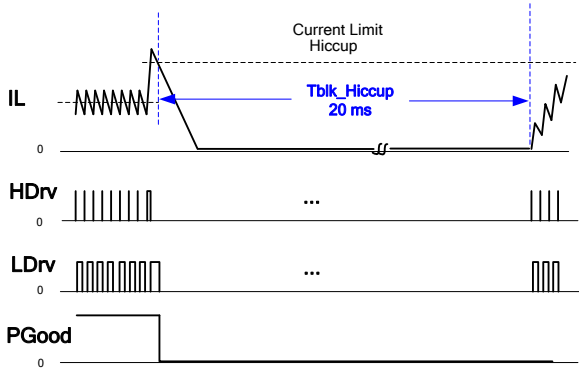 Current Limit
Hiccup
IL
Tblk_Hiccup
20 ms
0
HDrv
...
0
LDrv
...
0
PGood
0